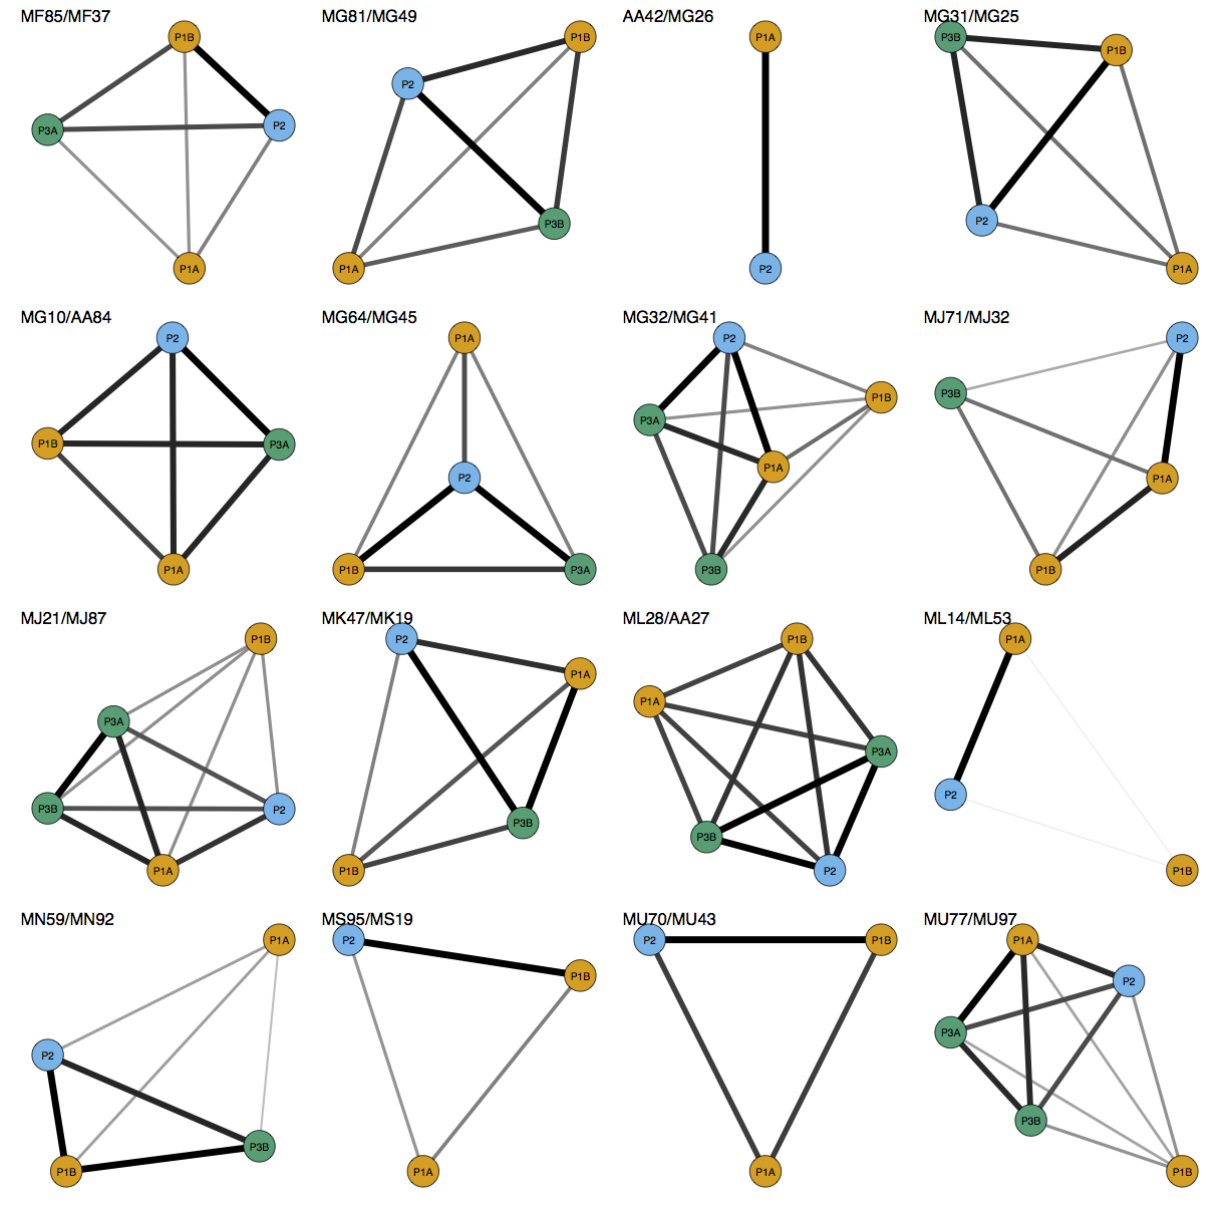 MF85/MF37
P1B
P3A
P2
P1A
MG81/MG49
P1B
P2
P3B
P1A
AA42/MG26
P1A
P2
MG31/MG25
P3B
P1B
P2
P1A
MG10/AA84
P2
P1B
P3A
P1A
MG64/MG45
P1A
P2
P1B
P3A
MG32/MG41
P2
P1B
P3A
P1A
P3B
MJ71/MJ32
P2
P3B
P1A
P1B
MJ21/MJ87
P1B
P3A
P3B
P2
P1A
MK47/MK19
P2
P1A
P3B
P1B
ML28/AA27
P1B
P1A
P3A
P3B
P2
ML14/ML53
P1A
P2
P1B
MN59/MN92
P1A
P2
P3B
P1B
MS95/MS19
P2
P1B
P1A
MU70/MU43
P2
P1B
P1A
MU77/MU97
P1A
P2
P3A
P3B
P1B